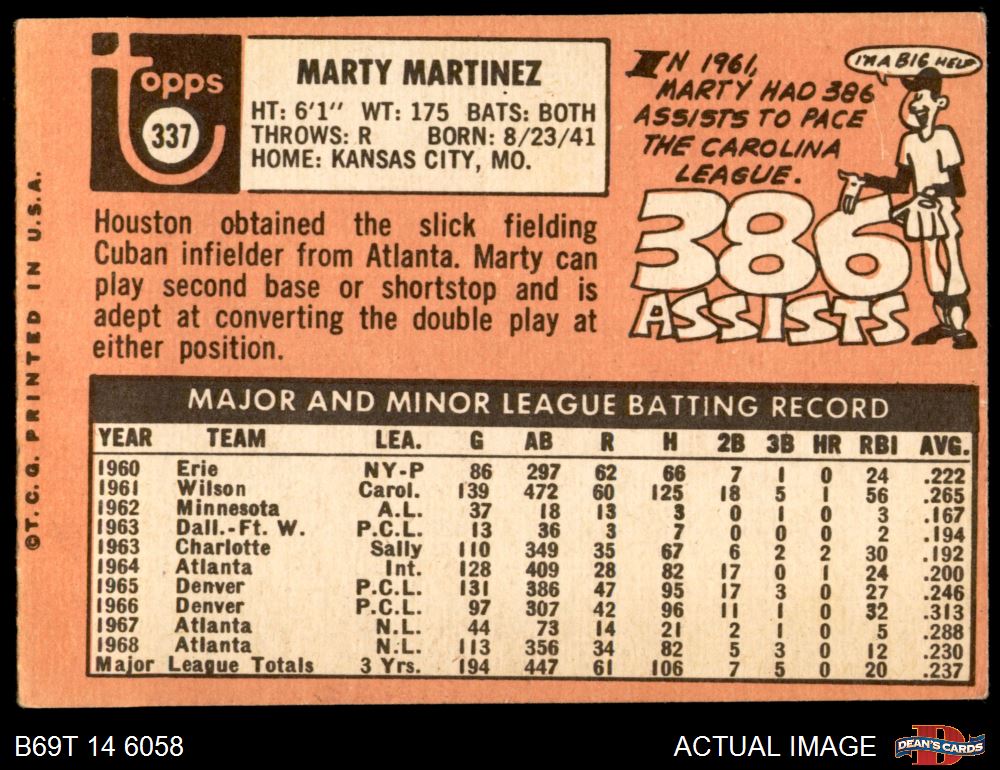 topps
337
MARTY MARTINEZ
HT: 6'1" WT: 175 BATS: BOTH
THROWS: R BORN: 8/23/41
HOME: KANSAS CITY, MO.
IN 1961,
MARTY HAD 386
ASSISTS TO PACE
THE CAROLINA
LEAGUE.
I'M A BIG HELP
386
ASSISTS
Houston obtained the slick fielding
Cuban infielder from Atlanta. Marty can
play second base or shortstop and is
adept at converting the double play at
either position.
©T.C.G. PRINTED IN U.S.A.
MAJOR AND MINOR LEAGUE BATTING RECORD
YEAR TEAM LEA. G AB R H 2B 3B HR RBI AVG.
1960 Erie NY-P 86 297 62 66 7 1 0 24 .222
1961 Wilson Carol. 139 472 60 125 18 5 1 56 .265
1962 Minnesota A.L. 37 18 13 3 0 1 0 3 .167
1963 Dall.-Ft. W. P.C.L. 13 36 3 7 0 0 0 2 .194
1963 Charlotte Sally 110 349 35 67 6 2 2 30 .192
1964 Atlanta Int. 128 409 28 82 17 0 1 24 .200
1965 Denver P.C.L. 131 386 47 95 17 3 0 27 .246
1966 Denver P.C.L. 97 307 42 96 11 1 0 32 .313
1967 Atlanta N.L. 44 73 14 21 2 1 0 5 .288
1968 Atlanta N.L. 113 356 34 82 5 3 0 12 .230
Major League Totals 3 Yrs. 194 447 61 106 7 5 0 20 .237
B69T 14 6058
ACTUAL IMAGE
DEAN'S CARDS